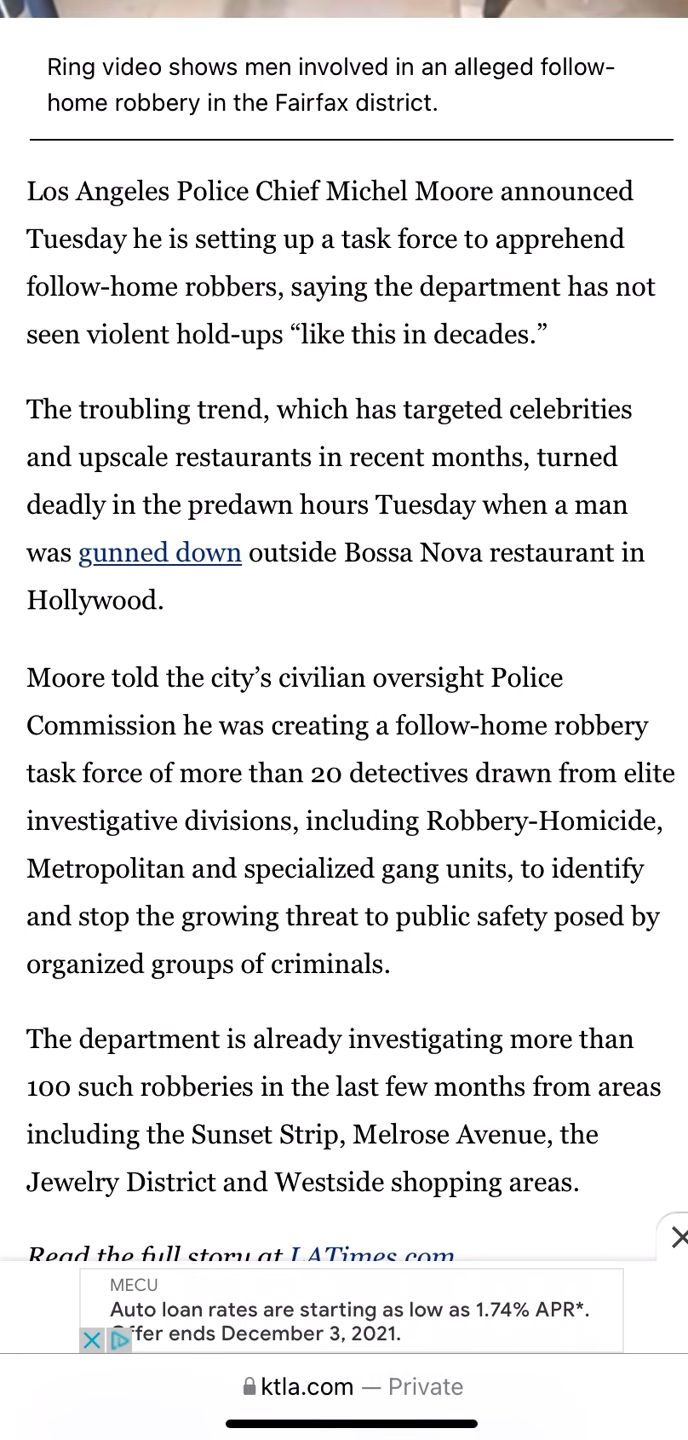 Ring video shows men involved in an alleged follow-
home robbery in the Fairfax district.
Los Angeles Police Chief Michel Moore announced
Tuesday he is setting up a task force to apprehend
follow-home robbers, saying the department has not
seen violent hold-ups “like this in decades.”
The troubling trend, which has targeted celebrities
and upscale restaurants in recent months, turned
deadly in the predawn hours Tuesday when a man
was gunned down outside Bossa Nova restaurant in
Hollywood.
Moore told the city’s civilian oversight Police
Commission he was creating a follow-home robbery
task force of more than 20 detectives drawn from elite
investigative divisions, including Robbery-Homicide,
Metropolitan and specialized gang units, to identify
and stop the growing threat to public safety posed by
organized groups of criminals.
The department is already investigating more than
100 such robberies in the last few months from areas
including the Sunset Strip, Melrose Avenue, the
Jewelry District and Westside shopping areas.
Read the full story at LATimes.com
MECU
Auto loan rates are starting as low as 1.74% APR*.
Offer ends December 3, 2021.
ktla.com — Private